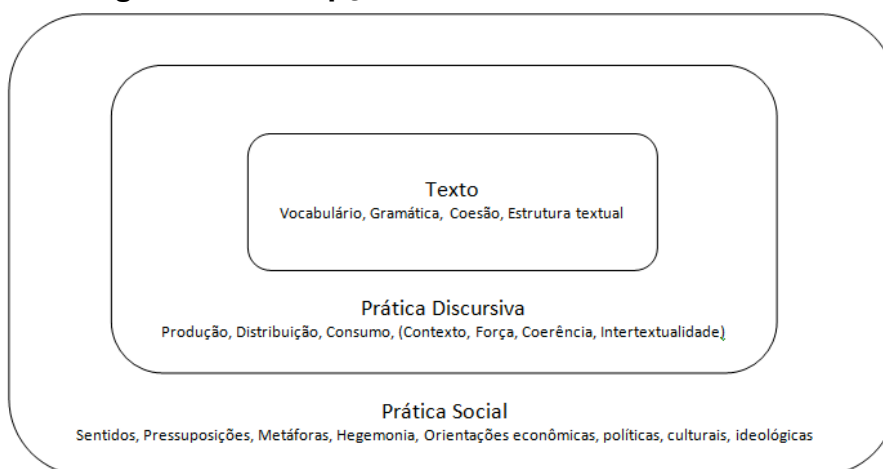 Texto
Vocabulário, Gramática, Coesão, Estrutura textual
Prática Discursiva
Produção, Distribuição, Consumo, (Contexto, Força, Coerência, Intertextualidade)
Prática Social
Sentidos, Pressuposições, Metáforas, Hegemonia, Orientações econômicas, políticas, culturais, ideológicas